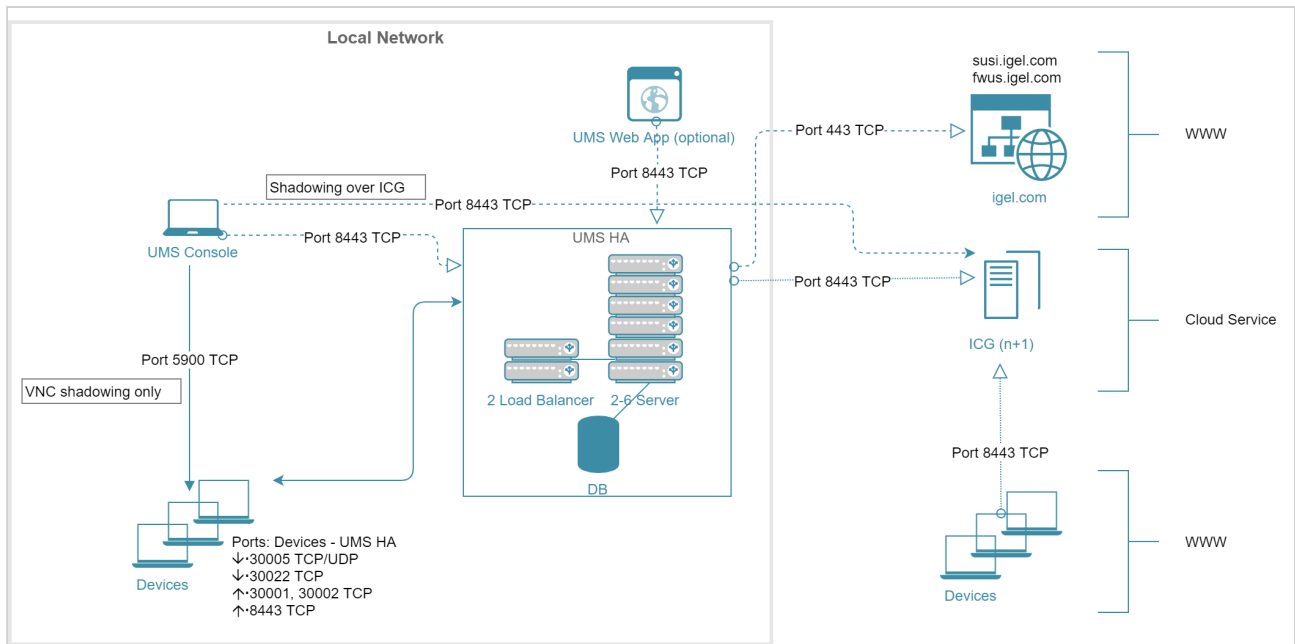 Local Network
susi.igel.com
fwus.igel.com
UMS Web App (optional)
Port 443 TCP
WWW
Port 8443 TCP
Shadowing over ICG
igel.com
Port 8443 TCP
UMS Console
Port 8443 TCP
UMS HA
Port 8443 TCP
Cloud Service
ICG (n+1)
Port 5900 TCP
VNC shadowing only
2 Load Balancer
2-6 Server
Port 8443 TCP
DB
Ports: Devices - UMS HA
↓·30005 TCP/UDP
↓·30022 TCP
↑·30001, 30002 TCP
↑·8443 TCP
Devices
WWW
Devices